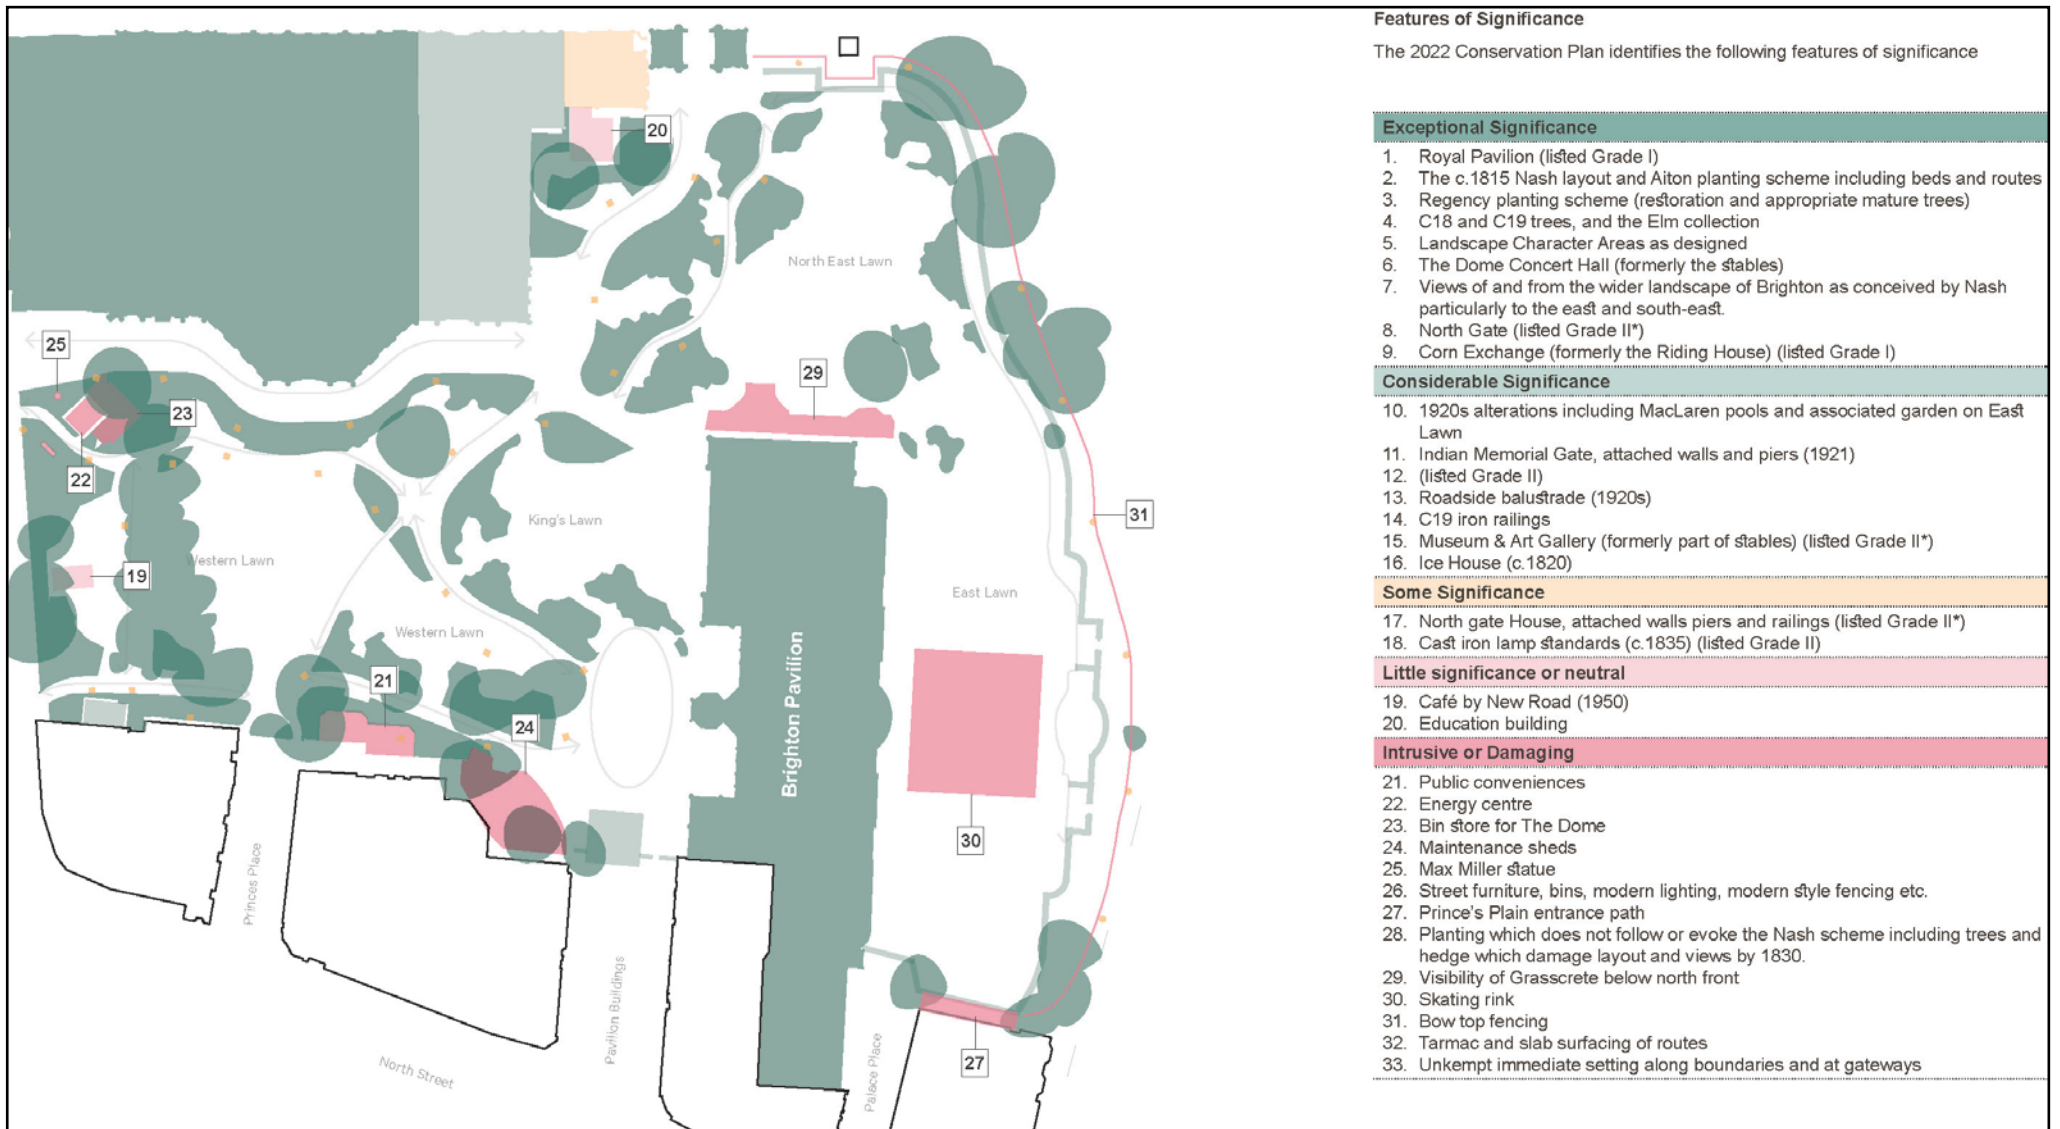 20
North East Lawn
25
29
23
22
King's Lawn
31
Western Lawn
19
East Lawn
Western Lawn
21
24
Brighton Pavilion
30
Princes Place
Pavilion Buildings
North Street
Palace Place
27
Features of Significance
The 2022 Conservation Plan identifies the following features of significance
Exceptional Significance
1. Royal Pavilion (listed Grade I)
2. The c.1815 Nash layout and Aiton planting scheme including beds and routes
3. Regency planting scheme (restoration and appropriate mature trees)
4. C18 and C19 trees, and the Elm collection
5. Landscape Character Areas as designed
6. The Dome Concert Hall (formerly the stables)
7. Views of and from the wider landscape of Brighton as conceived by Nash
particularly to the east and south-east.
8. North Gate (listed Grade II*)
9. Corn Exchange (formerly the Riding House) (listed Grade I)
Considerable Significance
10. 1920s alterations including MacLaren pools and associated garden on East
Lawn
11. Indian Memorial Gate, attached walls and piers (1921)
12. (listed Grade II)
13. Roadside balustrade (1920s)
14. C19 iron railings
15. Museum & Art Gallery (formerly part of stables) (listed Grade II*)
16. Ice House (c.1820)
Some Significance
17. North gate House, attached walls piers and railings (listed Grade II*)
18. Cast iron lamp standards (c.1835) (listed Grade II)
Little significance or neutral
19. Café by New Road (1950)
20. Education building
Intrusive or Damaging
21. Public conveniences
22. Energy centre
23. Bin store for The Dome
24. Maintenance sheds
25. Max Miller statue
26. Street furniture, bins, modern lighting, modern style fencing etc.
27. Prince's Plain entrance path
28. Planting which does not follow or evoke the Nash scheme including trees and
hedge which damage layout and views by 1830.
29. Visibility of Grasscrete below north front
30. Skating rink
31. Bow top fencing
32. Tarmac and slab surfacing of routes
33. Unkempt immediate setting along boundaries and at gateways